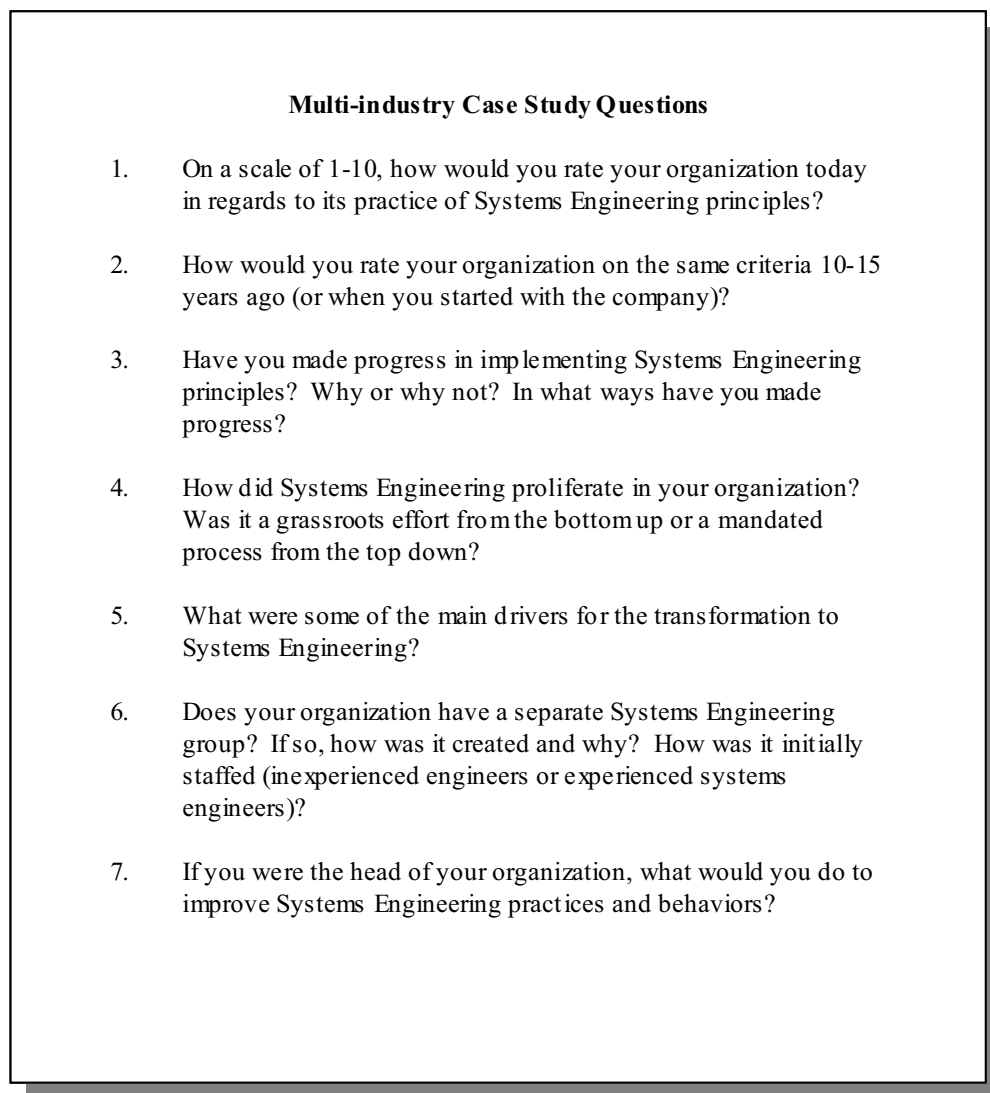 Multi-industry Case Study Questions
1. On a scale of 1-10, how would you rate your organization today
in regards to its practice of Systems Engineering principles?
2. How would you rate your organization on the same criteria 10-15
years ago (or when you started with the company)?
3. Have you made progress in implementing Systems Engineering
principles? Why or why not? In what ways have you made
progress?
4. How did Systems Engineering proliferate in your organization?
Was it a grassroots effort from the bottom up or a mandated
process from the top down?
5. What were some of the main drivers for the transformation to
Systems Engineering?
6. Does your organization have a separate Systems Engineering
group? If so, how was it created and why? How was it initially
staffed (inexperienced engineers or experienced systems
engineers)?
7. If you were the head of your organization, what would you do to
improve Systems Engineering practices and behaviors?